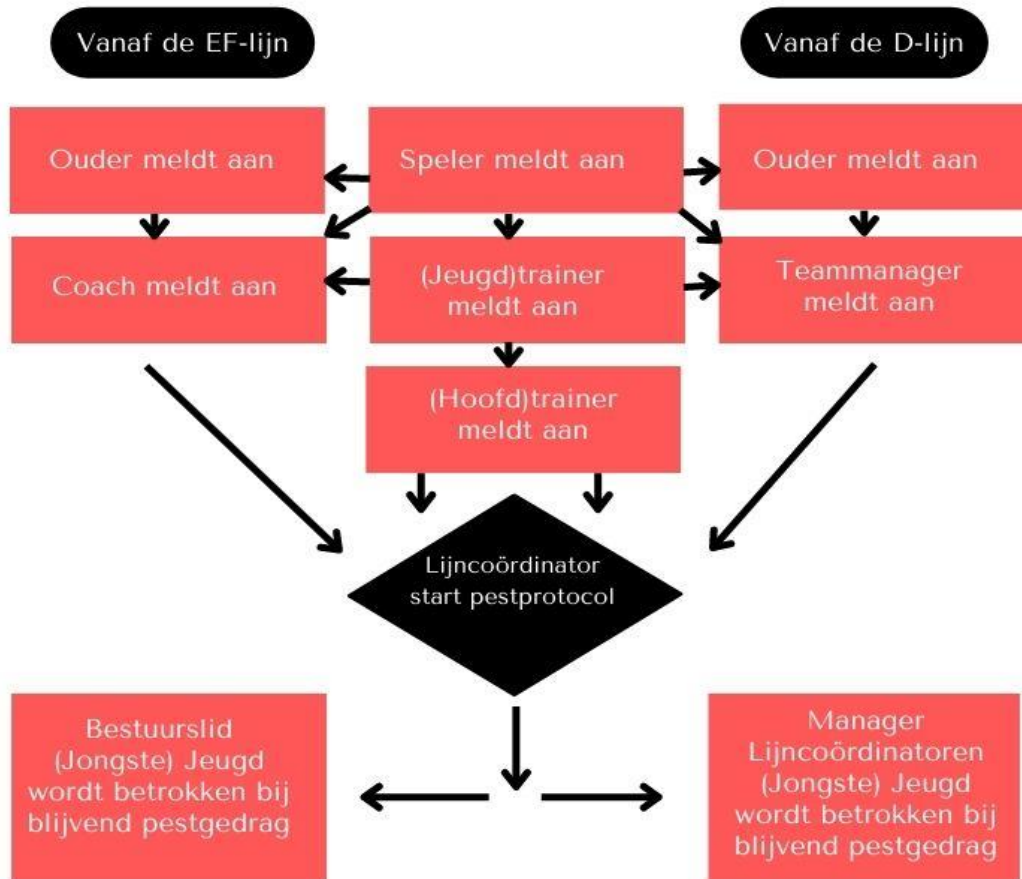 Vanaf de EF-lijn
Vanaf de D-lijn
Ouder meldt aan
Speler meldt aan
Ouder meldt aan
Coach meldt aan
(Jeugd)trainer
meldt aan
Teammanager
meldt aan
(Hoofd)trainer
meldt aan
Lijncoördinator
start pestprotocol
Bestuurslid
(Jongste) Jeugd
wordt betrokken bij
blijvend pestgedrag
Manager
Lijncoördinatoren
(Jongste) Jeugd
wordt betrokken bij
blijvend pestgedrag